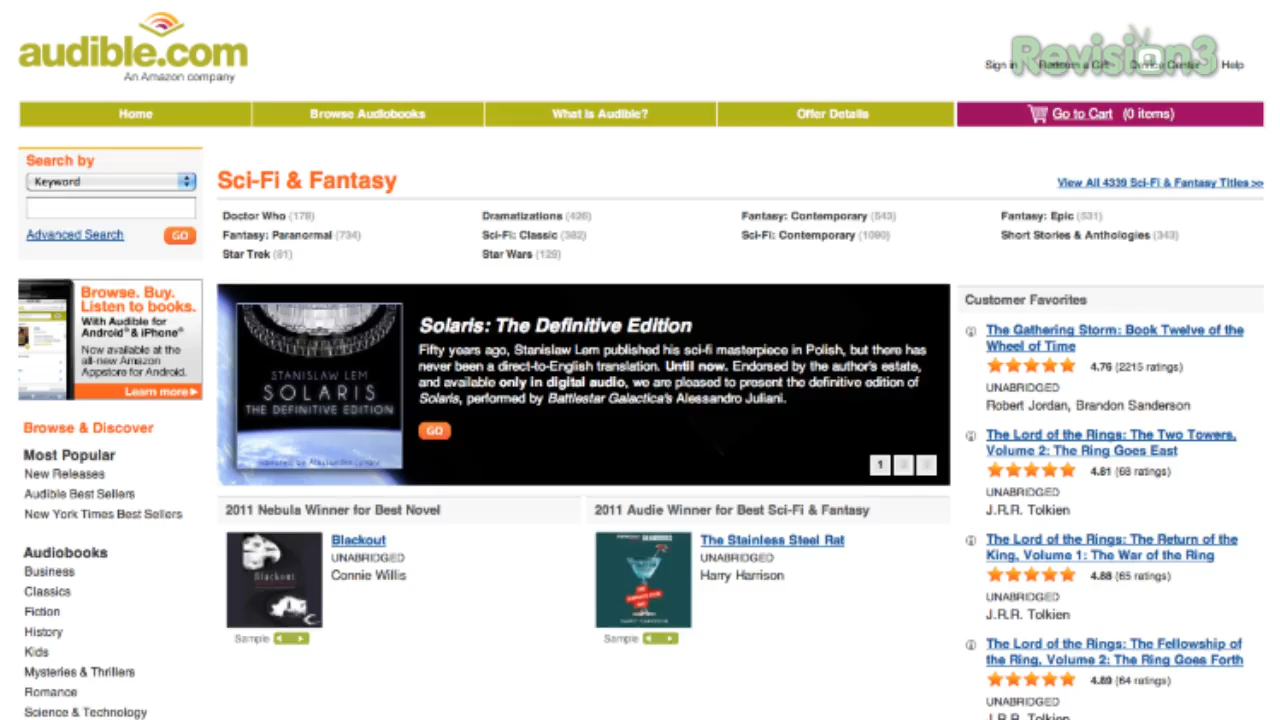 audible.com
An Amazon company
Revision3
Sign in
Help
Home
Browse Audiobooks
What is Audible?
Offer Details
Go to Cart (0 items)
Search by
Keyword
Advanced Search
GO
Sci-Fi & Fantasy
View All 4339 Sci-Fi & Fantasy Titles >>
Doctor Who (178)
Dramatizations (426)
Fantasy: Contemporary (543)
Fantasy: Epic (531)
Fantasy: Paranormal (734)
Sci-Fi: Classic (382)
Sci-Fi: Contemporary (1090)
Short Stories & Anthologies (343)
Star Trek (81)
Star Wars (129)
Browse. Buy.
Listen to books.
With Audible for
Android® & iPhone®
Now available at the
all-new Amazon
Appstore for Android.
Learn more
Browse & Discover
Most Popular
New Releases
Audible Best Sellers
New York Times Best Sellers
Audiobooks
Business
Classics
Fiction
History
Kids
Mysteries & Thrillers
Romance
Science & Technology
STANISLAW LEM
SOLARIS
THE DEFINITIVE EDITION
Narrated by Alessandro Juliani
Solaris: The Definitive Edition
Fifty years ago, Stanislaw Lem published his sci-fi masterpiece in Polish, but there has
never been a direct-to-English translation. Until now. Endorsed by the author's estate,
and available only in digital audio, we are pleased to present the definitive edition of
Solaris, performed by Battlestar Galactica's Alessandro Juliani.
GO
1
2011 Nebula Winner for Best Novel
Blackout
Blackout
UNABRIDGED
Connie Willis
Sample
2011 Audie Winner for Best Sci-Fi & Fantasy
The Stainless Steel Rat
UNABRIDGED
Harry Harrison
Sample
Customer Favorites
The Gathering Storm: Book Twelve of the
Wheel of Time
4.76 (2215 ratings)
UNABRIDGED
Robert Jordan, Brandon Sanderson
The Lord of the Rings: The Two Towers,
Volume 2: The Ring Goes East
4.81 (68 ratings)
UNABRIDGED
J.R.R. Tolkien
The Lord of the Rings: The Return of the
King, Volume 1: The War of the Ring
4.88 (65 ratings)
UNABRIDGED
J.R.R. Tolkien
The Lord of the Rings: The Fellowship of
the Ring, Volume 2: The Ring Goes Forth
4.89 (64 ratings)
UNABRIDGED
J.R.R. Tolkien